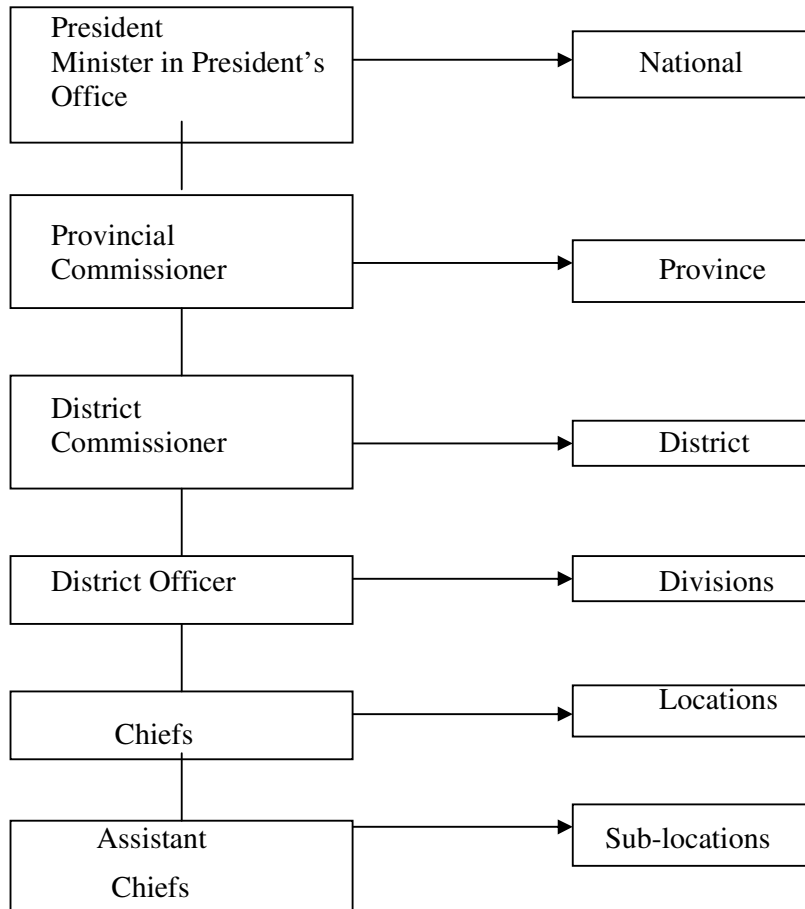 President
Minister in President’s
Office
National
Provincial
Commissioner
Province
District
Commissioner
District
District Officer
Divisions
Chiefs
Locations
Assistant
Chiefs
Sub-locations